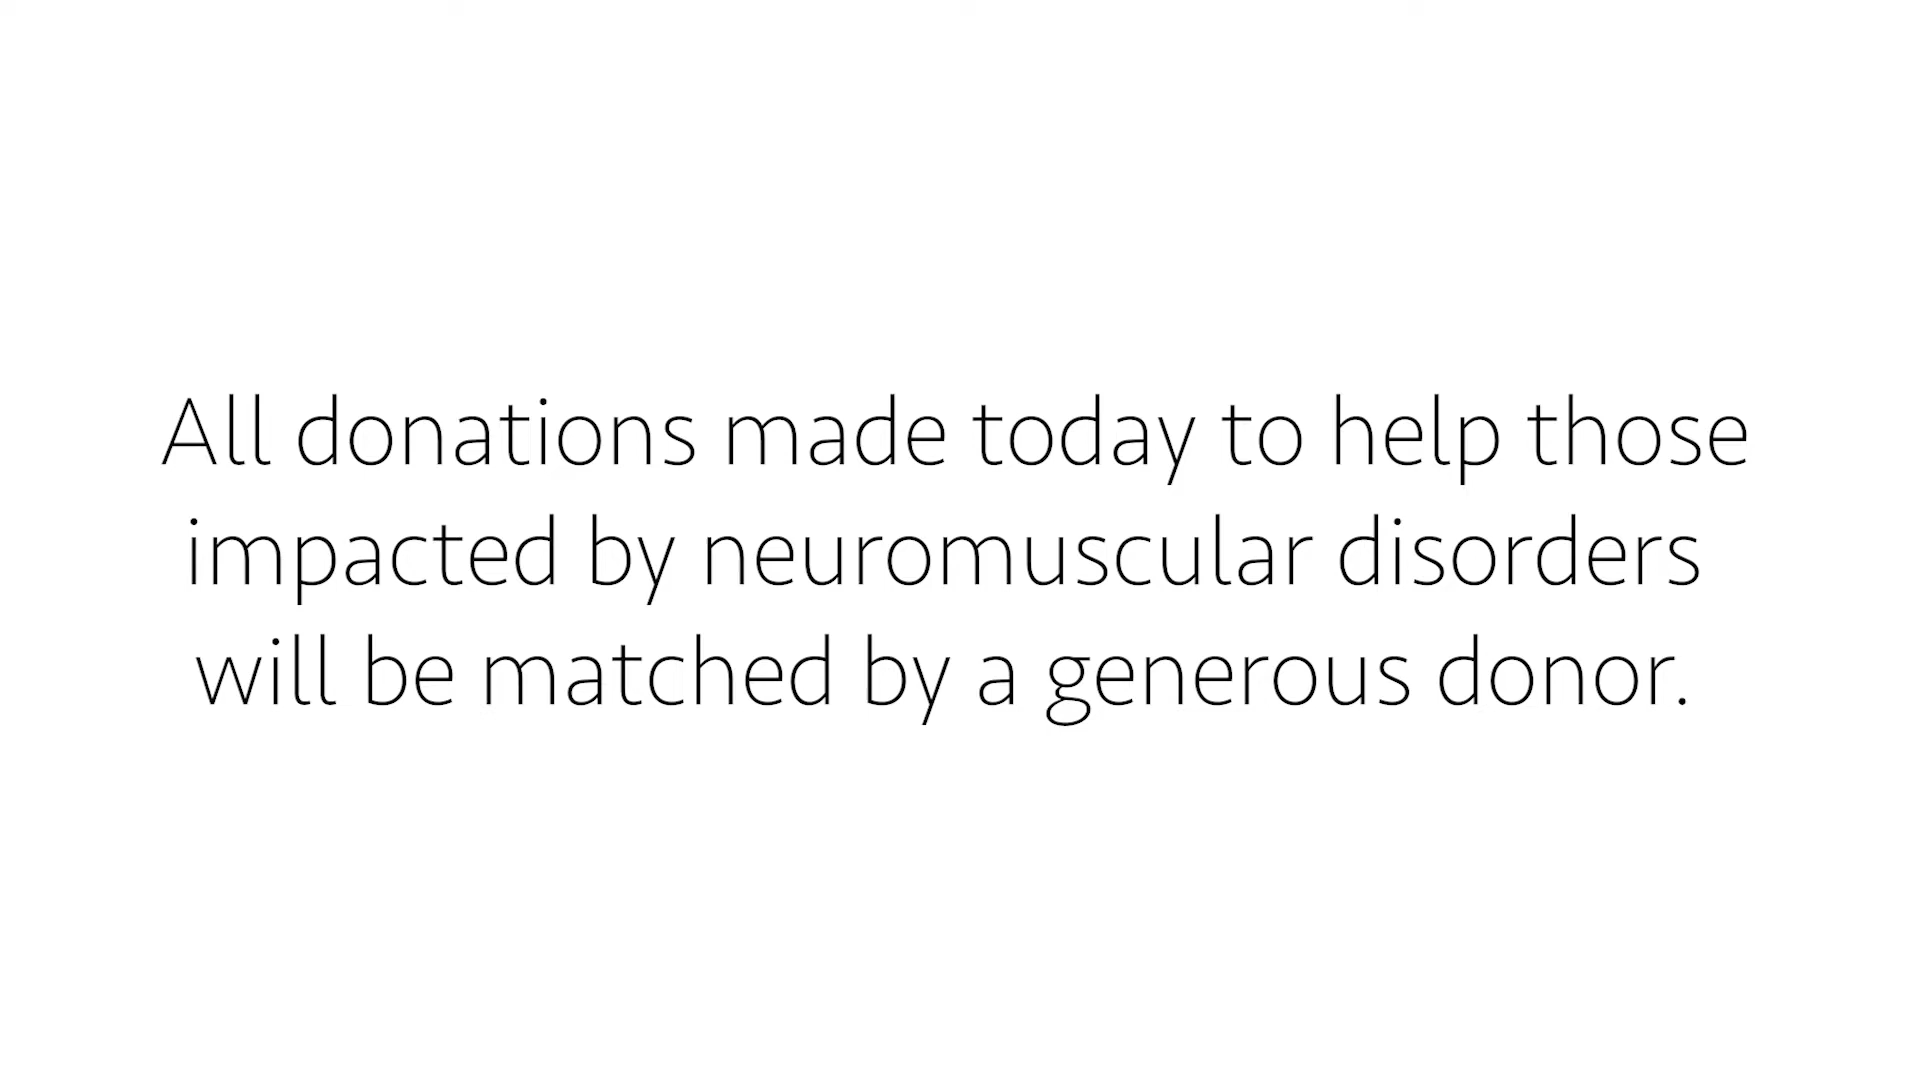 All donations made today to help those
impacted by neuromuscular disorders
will be matched by a generous donor.